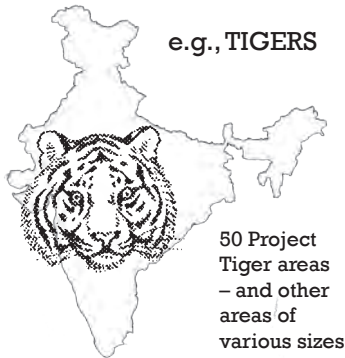 e.g., TIGERS
50 Project
Tiger areas
– and other
areas of
various sizes